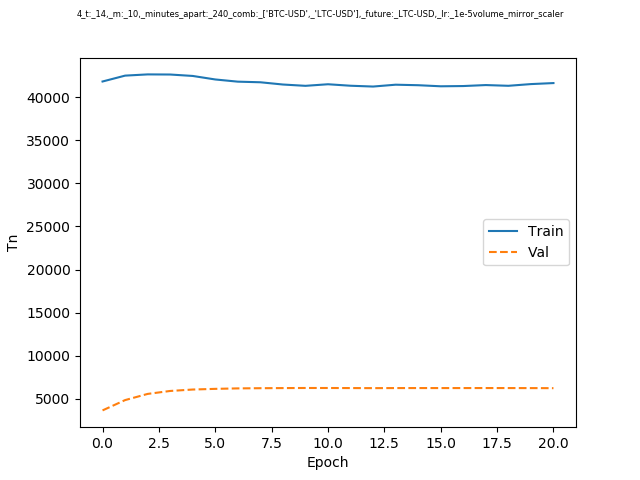 4_t:_14,_m:_10,_minutes_apart:_240_comb:_['BTC-USD',_'LTC-USD'],_future:_LTC-USD,_lr:_1e-5volume_mirror_scaler
40000
35000
30000
25000
20000
15000
10000
5000
Tn
Train
Val
0.0 2.5 5.0 7.5 10.0 12.5 15.0 17.5 20.0
Epoch